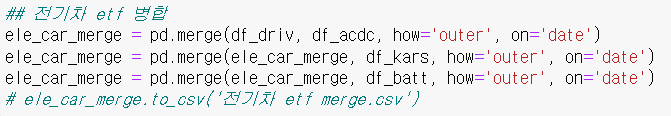 ## 전기차 etf 병합
ele_car_merge = pd.merge(df_driv, df_acdc, how='outer', on='date')
ele_car_merge = pd.merge(ele_car_merge, df_kars, how='outer', on='date')
ele_car_merge = pd.merge(ele_car_merge, df_batt, how='outer', on='date')
# ele_car_merge.to_csv('전기차 etf merge.csv')